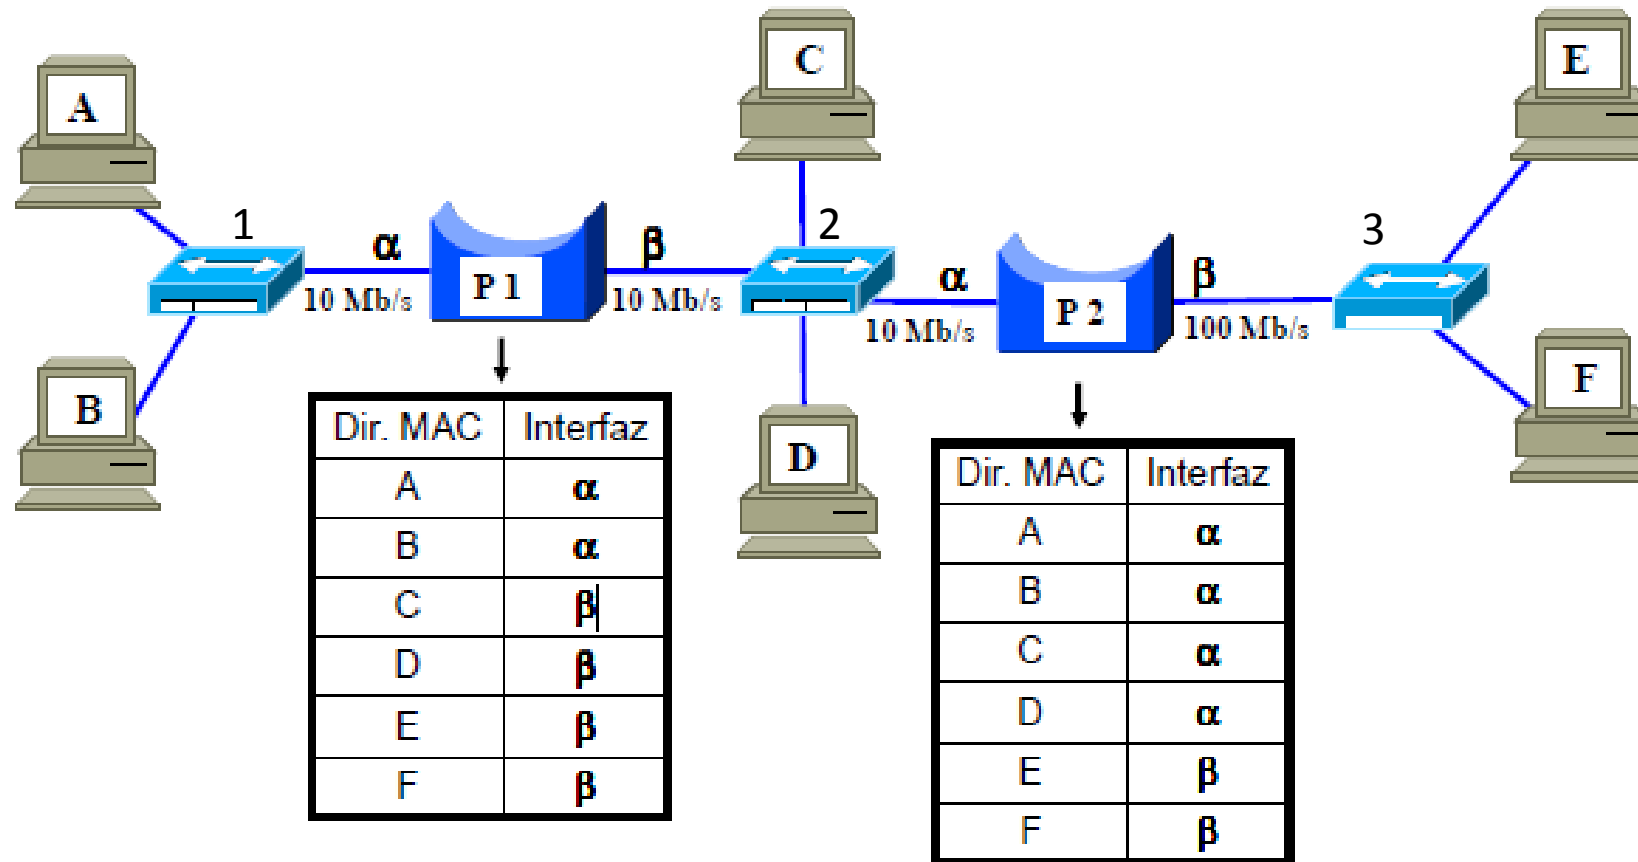 A
B
C
D
E
F
1
2
3
α
P 1
β
α
P 2
β
10 Mb/s
10 Mb/s
10 Mb/s
100 Mb/s
Dir. MAC Interfaz
A α
B α
C β
D β
E β
F β
Dir. MAC Interfaz
A α
B α
C α
D α
E β
F β